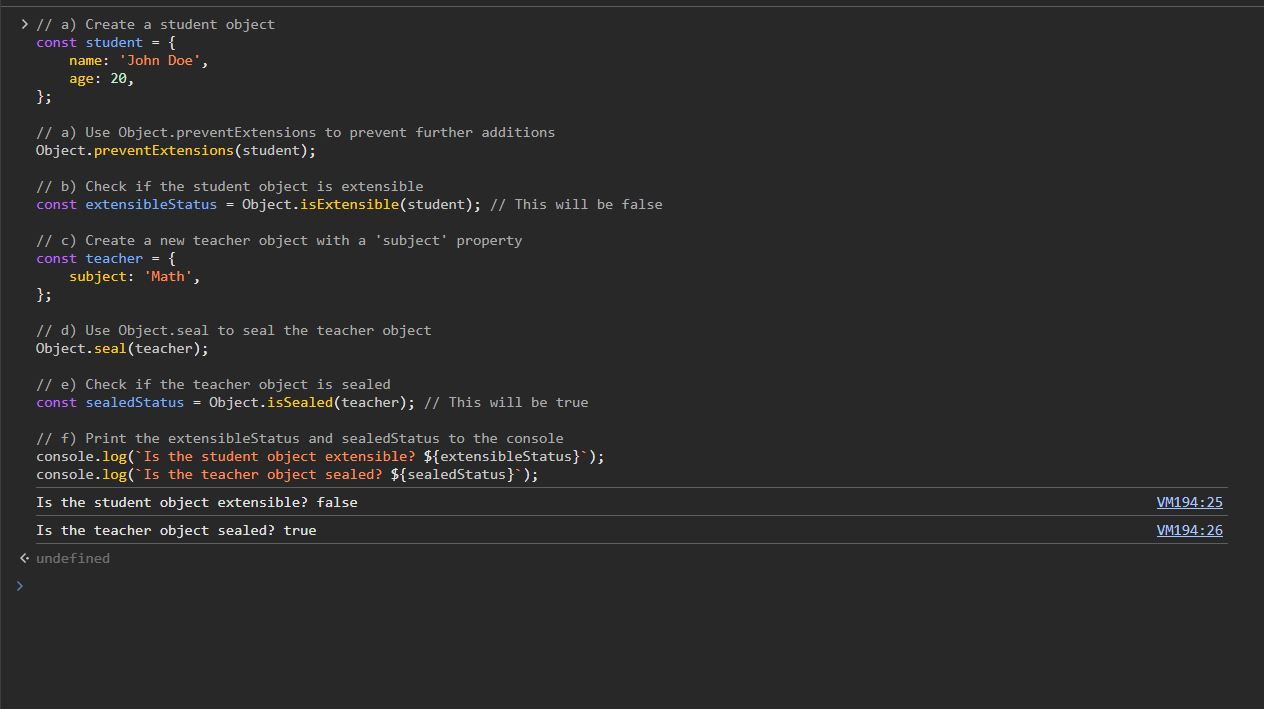 // a) Create a student object
const student = {
    name: 'John Doe',
    age: 20,
};

// a) Use Object.preventExtensions to prevent further additions
Object.preventExtensions(student);

// b) Check if the student object is extensible
const extensibleStatus = Object.isExtensible(student); // This will be false

// c) Create a new teacher object with a 'subject' property
const teacher = {
    subject: 'Math',
};

// d) Use Object.seal to seal the teacher object
Object.seal(teacher);

// e) Check if the teacher object is sealed
const sealedStatus = Object.isSealed(teacher); // This will be true

// f) Print the extensibleStatus and sealedStatus to the console
console.log(`Is the student object extensible? ${extensibleStatus}`);
console.log(`Is the teacher object sealed? ${sealedStatus}`);
Is the student object extensible? false VM194:25
Is the teacher object sealed? true VM194:26
undefined